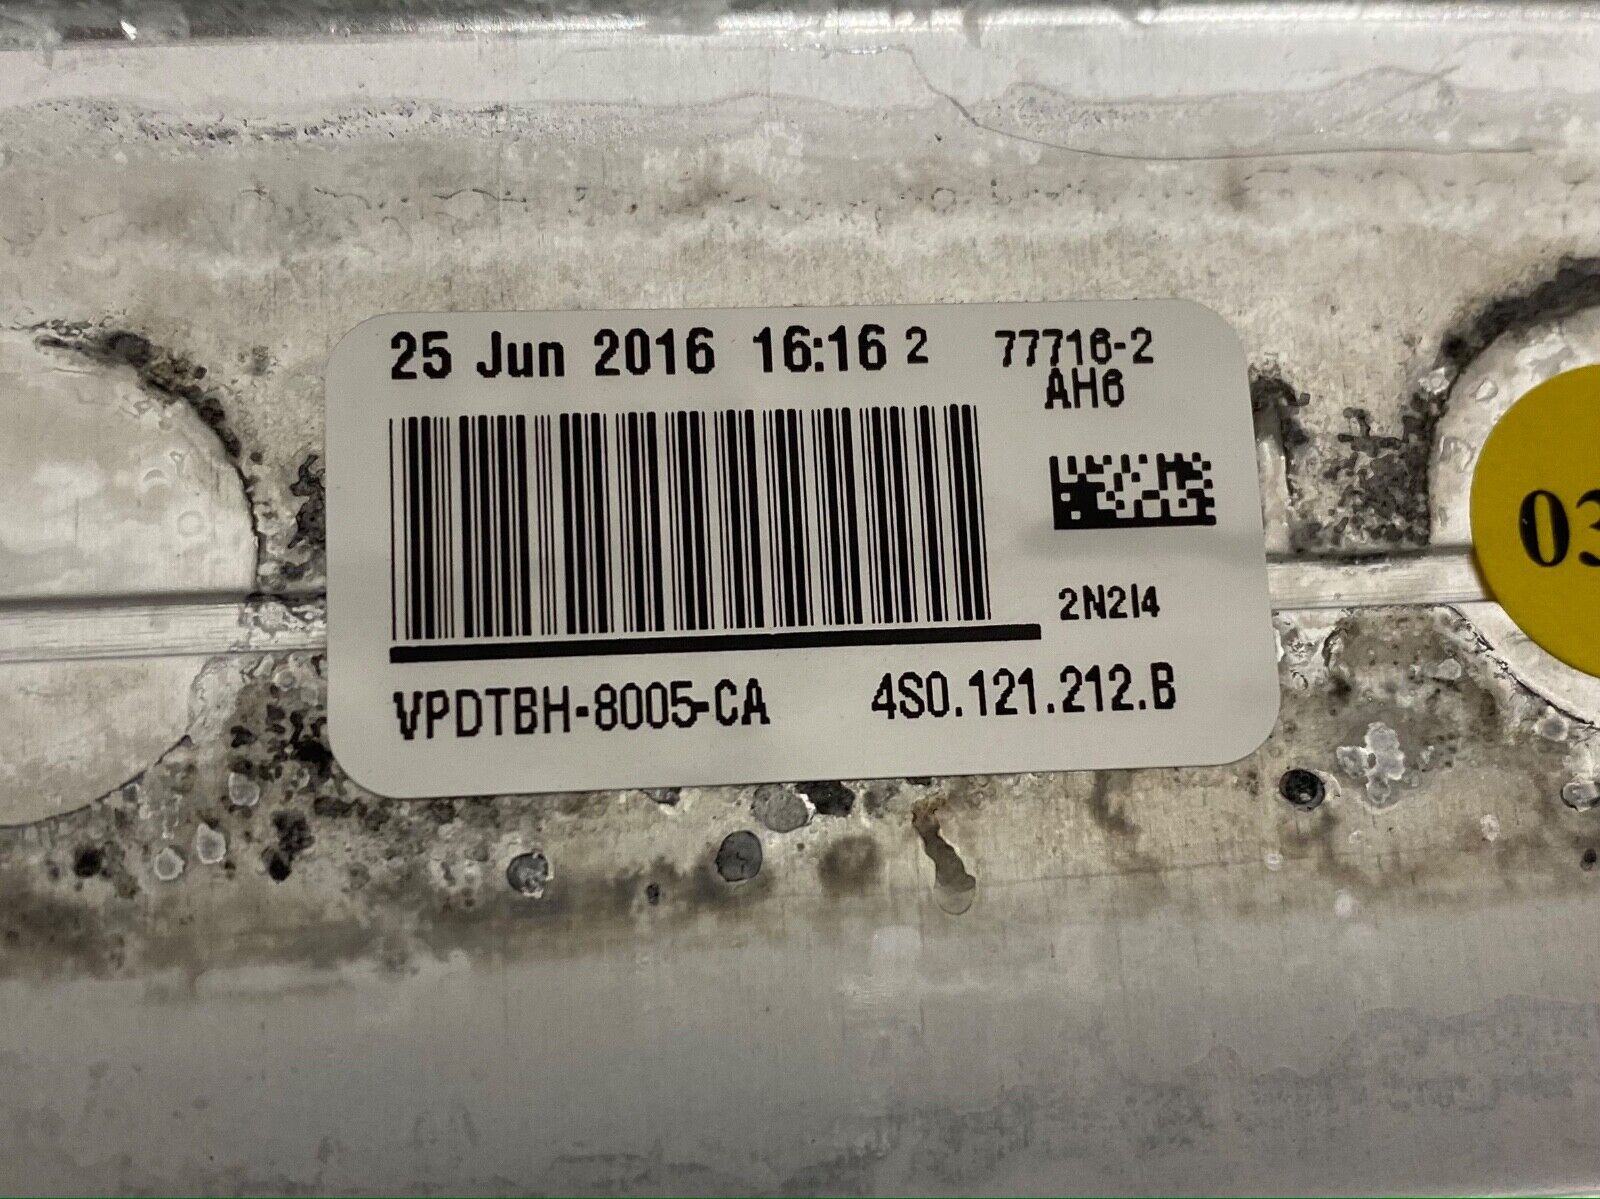 25 Jun 2016 16:16 2
77716-2
AH6
2N2I4
VPDTBH-8005-CA 4S0.121.212.B
03